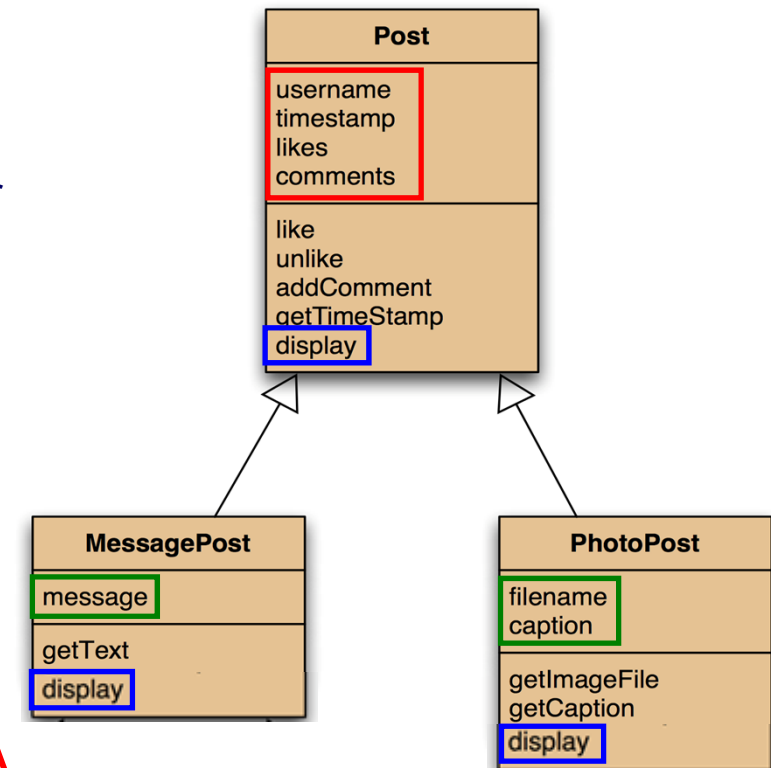 Post
username
timestamp
likes
comments
like
unlike
addComment
getTimeStamp
display
MessagePost
message
getText
display
PhotoPost
filename
caption
getImageFile
getCaption
display